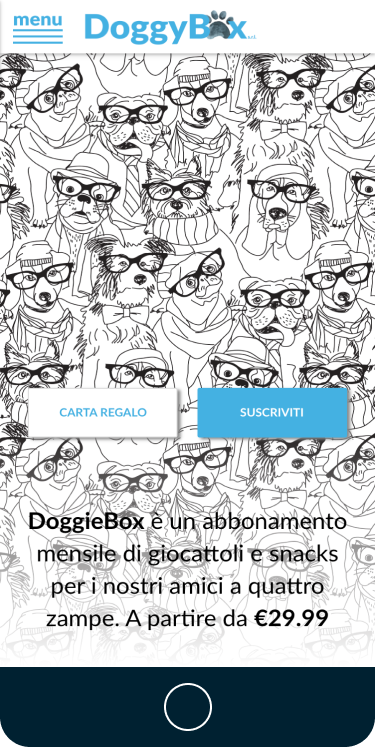 menu
DoggyBox
CARTA REGALO
SUSCRIVITI
DoggieBox è un abbonamento
mensile di giocattoli e snacks
per i nostri amici a quattro
zampe. A partire da €29.99